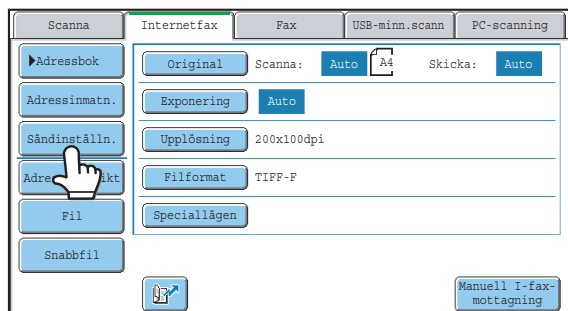 Scanna Internetfax Fax USB-minn.scann PC-scanning
Adressbok
Original Scanna: Auto A4 Skicka: Auto
Adressinmatn.
Exponering Auto
Sändinställn.
Upplösning 200x100dpi
Filformat TIFF-F
Fil
Speciallägen
Snabbfil
Manuell I-fax-
mottagning